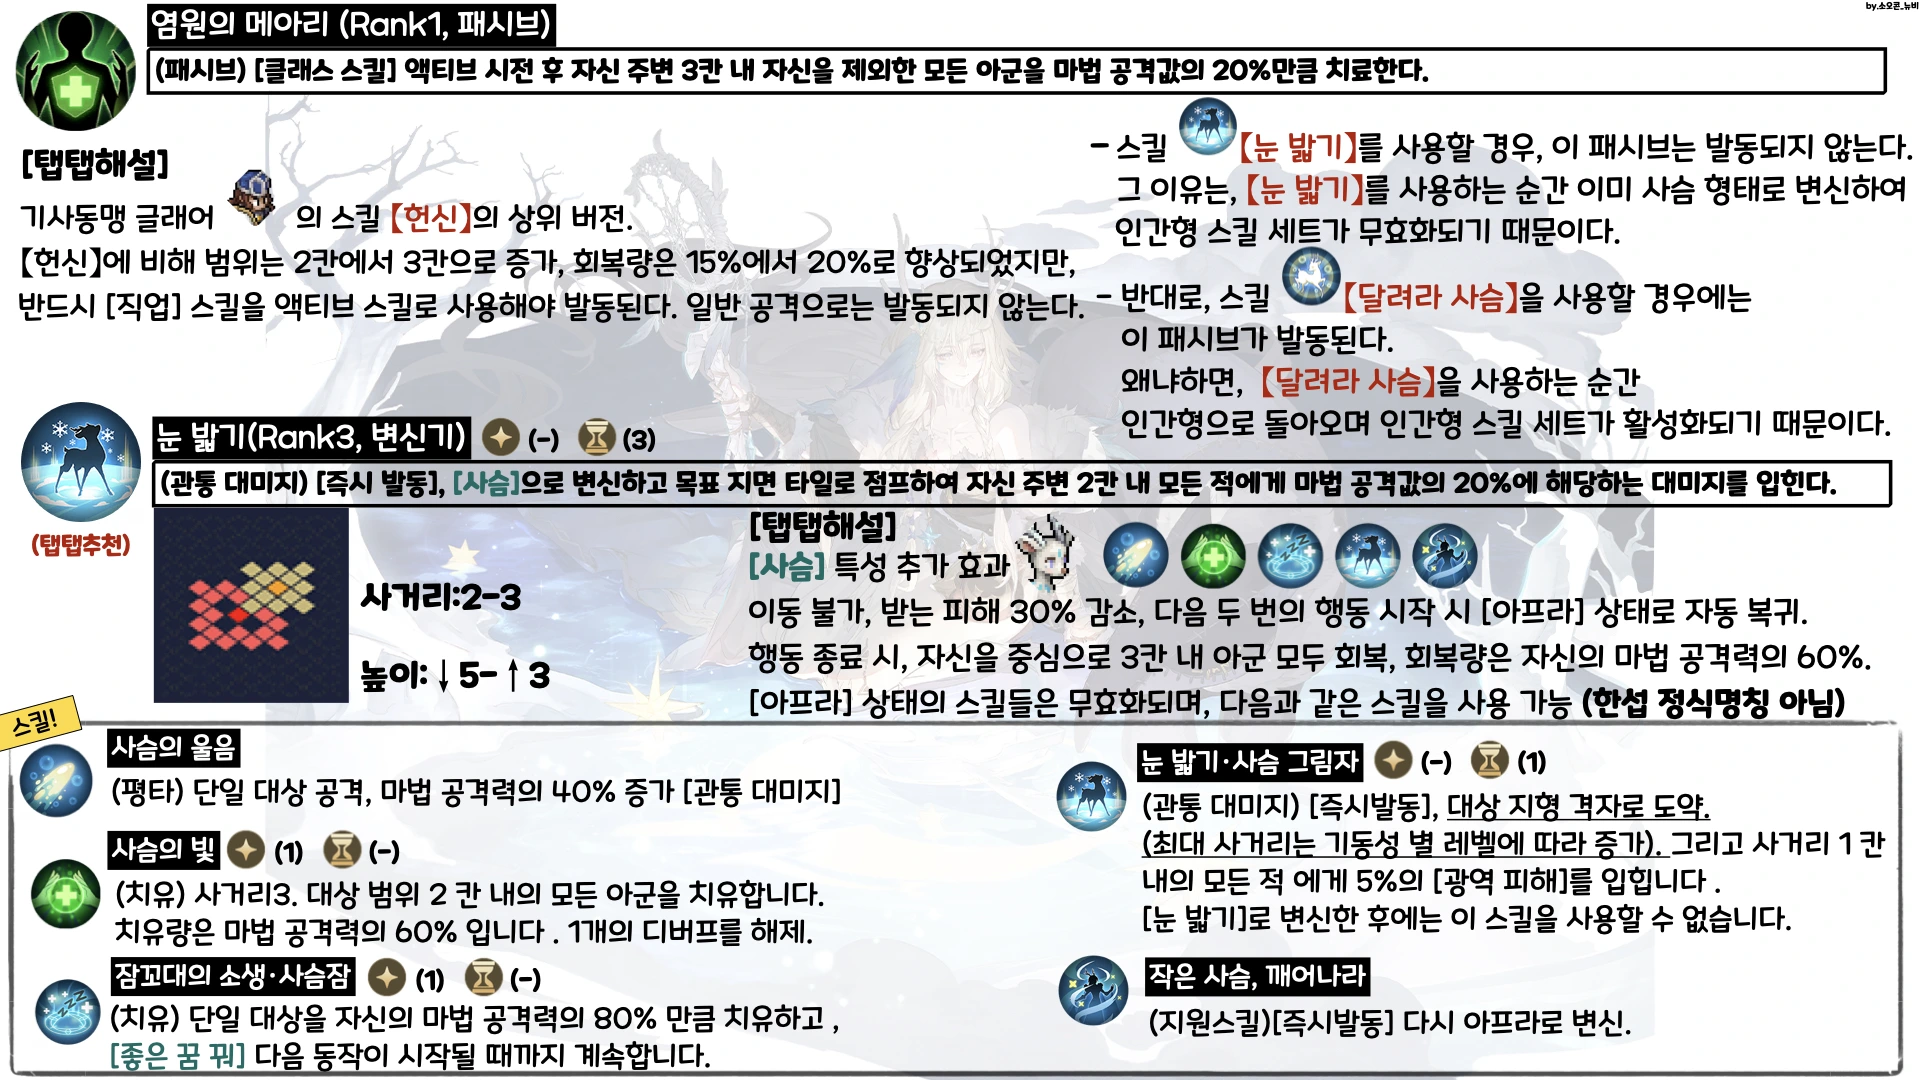 by.소오콘_뉴비
염원의 메아리 (Rank1, 패시브)
(패시브) [클래스 스킬] 액티브 시전 후 자신 주변 3칸 내 자신을 제외한 모든 아군을 마법 공격값의 20%만큼 치료한다.
[탭탭해설]
기사동맹 글래어 의 스킬 【헌신】의 상위 버전.
【헌신】에 비해 범위는 2칸에서 3칸으로 증가, 회복량은 15%에서 20%로 향상되었지만,
반드시 [직업] 스킬을 액티브 스킬로 사용해야 발동된다. 일반 공격으로는 발동되지 않는다.
- 스킬 【눈 밟기】를 사용할 경우, 이 패시브는 발동되지 않는다.
그 이유는, 【눈 밟기】를 사용하는 순간 이미 사슴 형태로 변신하여
인간형 스킬 세트가 무효화되기 때문이다.
- 반대로, 스킬 【달려라 사슴】을 사용할 경우에는
이 패시브가 발동된다.
왜냐하면, 【달려라 사슴】을 사용하는 순간
인간형으로 돌아오며 인간형 스킬 세트가 활성화되기 때문이다.
눈 밟기(Rank3, 변신기) (-) (3)
(관통 대미지) [즉시 발동], [사슴]으로 변신하고 목표 지면 타일로 점프하여 자신 주변 2칸 내 모든 적에게 마법 공격값의 20%에 해당하는 대미지를 입힌다.
(탭탭추천)
사거리:2-3
높이:↓5-↑3
[탭탭해설]
[사슴] 특성 추가 효과
이동 불가, 받는 피해 30% 감소, 다음 두 번의 행동 시작 시 [아프라] 상태로 자동 복귀.
행동 종료 시, 자신을 중심으로 3칸 내 아군 모두 회복, 회복량은 자신의 마법 공격력의 60%.
[아프라] 상태의 스킬들은 무효화되며, 다음과 같은 스킬을 사용 가능 (한섭 정식명칭 아님)
스킬!
사슴의 울음
(평타) 단일 대상 공격, 마법 공격력의 40% 증가 [관통 대미지]
사슴의 빛 (1) (-)
(치유) 사거리3. 대상 범위 2 칸 내의 모든 아군을 치유합니다.
치유량은 마법 공격력의 60% 입니다 . 1개의 디버프를 해제.
잠꼬대의 소생·사슴잠 (1) (-)
(치유) 단일 대상을 자신의 마법 공격력의 80% 만큼 치유하고 ,
[좋은 꿈 꿔] 다음 동작이 시작될 때까지 계속합니다.
눈 밟기·사슴 그림자 (-) (1)
(관통 대미지) [즉시발동], 대상 지형 격자로 도약.
(최대 사거리는 기동성 별 레벨에 따라 증가). 그리고 사거리 1 칸
내의 모든 적 에게 5%의 [광역 피해]를 입힙니다 .
[눈 밟기]로 변신한 후에는 이 스킬을 사용할 수 없습니다.
작은 사슴, 깨어나라
(지원스킬)[즉시발동] 다시 아프라로 변신.